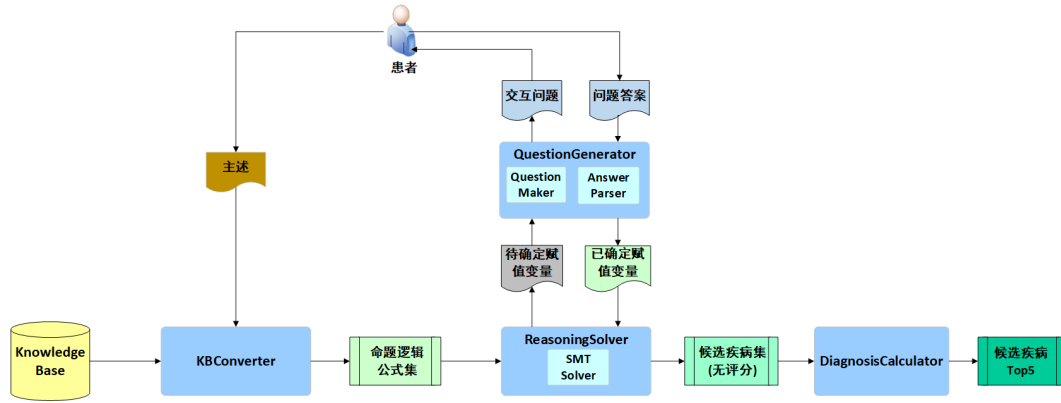 患者
交互问题
问题答案
主述
QuestionGenerator
Question
Maker
Answer
Parser
待确定赋
值变量
已确定赋
值变量
Knowledge
Base
KBConverter
命题逻辑
公式集
ReasoningSolver
SMT
Solver
候选疾病集
(无评分)
DiagnosisCalculator
候选疾病
Top5